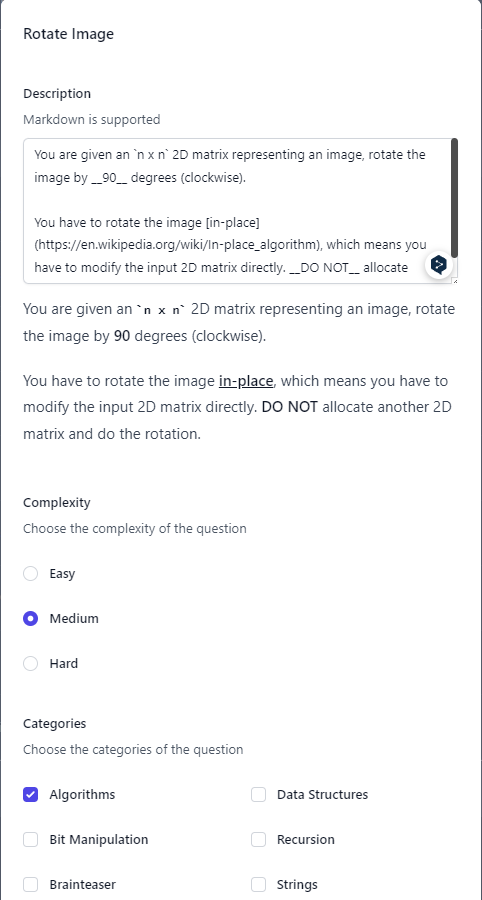 Rotate Image
Description
Markdown is supported
You are given an `n x n` 2D matrix representing an image, rotate the
image by __90__ degrees (clockwise).
You have to rotate the image [in-place]
(https://en.wikipedia.org/wiki/In-place_algorithm), which means you
have to modify the input 2D matrix directly. __DO NOT__ allocate
You are given an `n x n` 2D matrix representing an image, rotate
the image by 90 degrees (clockwise).
You have to rotate the image in-place, which means you have to
modify the input 2D matrix directly. DO NOT allocate another 2D
matrix and do the rotation.
Complexity
Choose the complexity of the question
Easy
Medium
Hard
Categories
Choose the categories of the question
Algorithms
Data Structures
Bit Manipulation
Recursion
Brainteaser
Strings